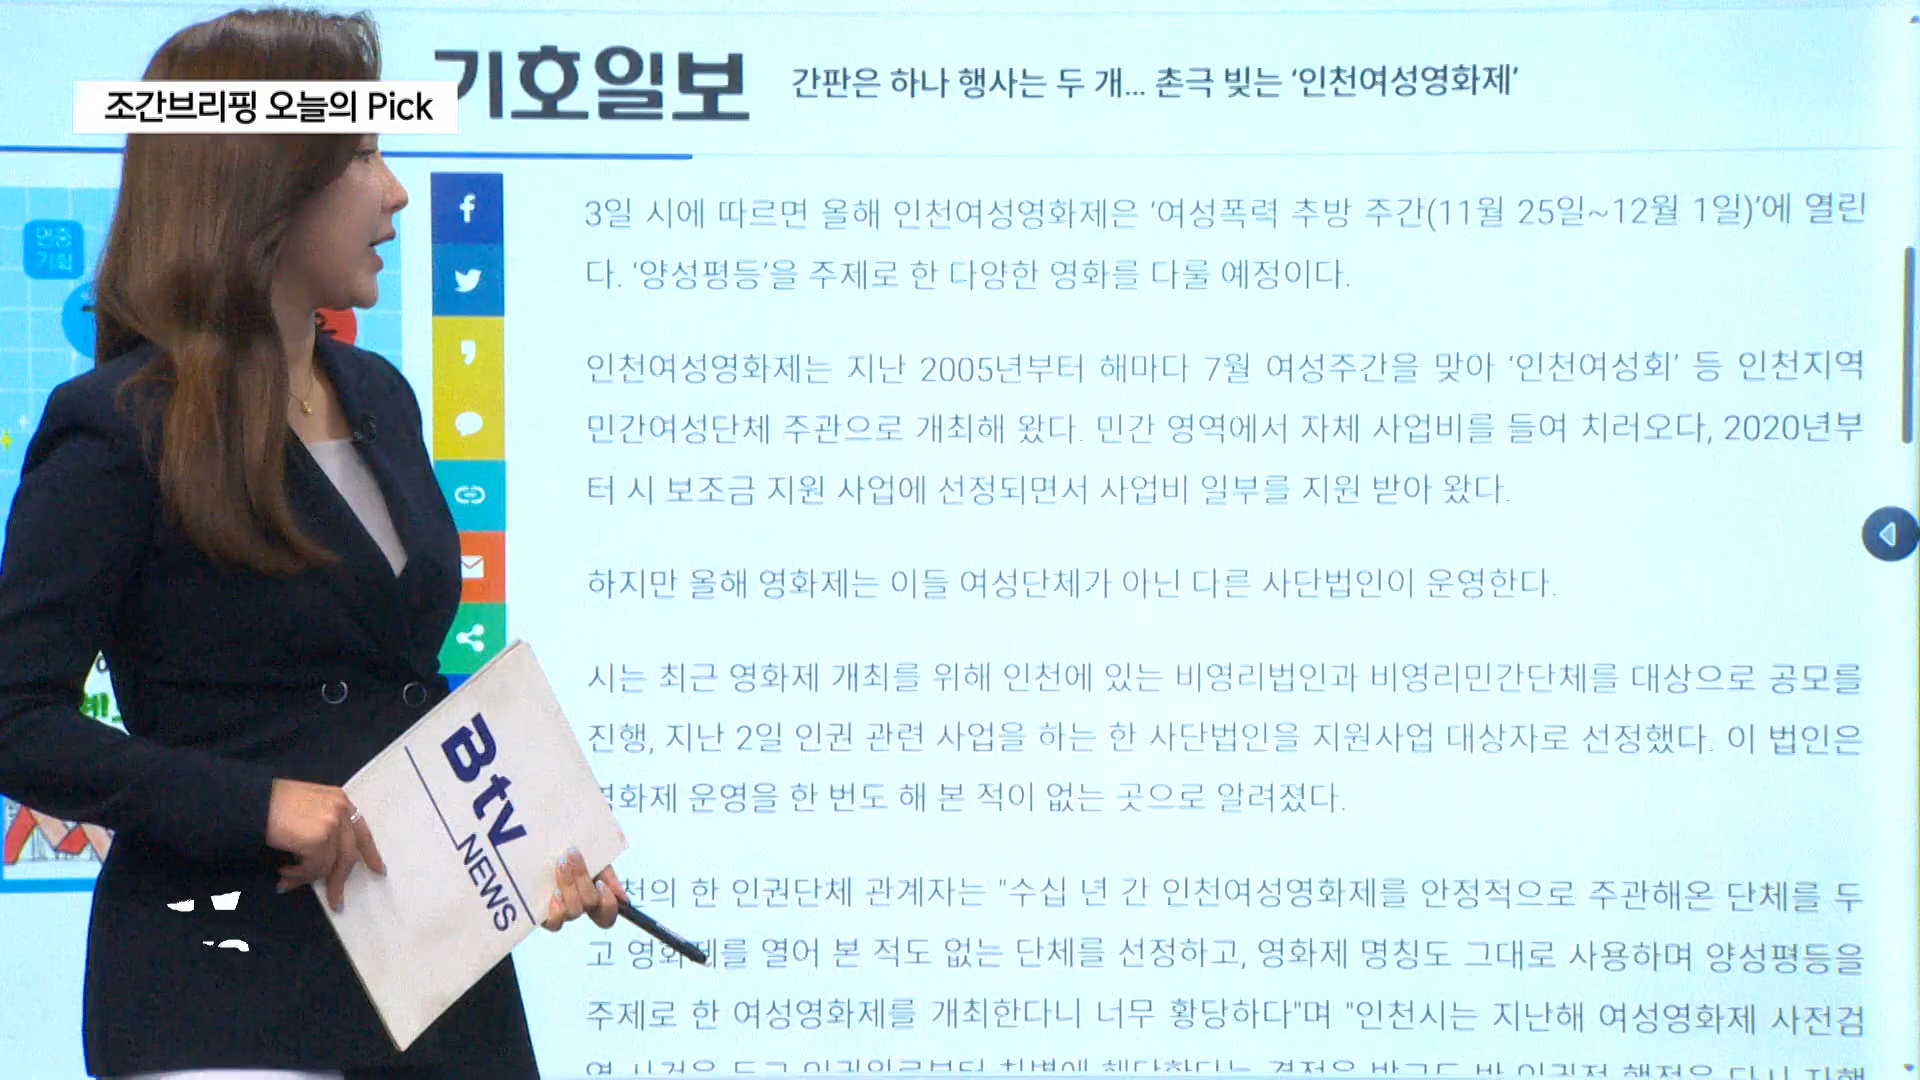 조간브리핑 오늘의 Pick
기호일보
간판은 하나 행사는 두 개... 촌극 빚는 ‘인천여성영화제’
연중
기획
3일 시에 따르면 올해 인천여성영화제은 ‘여성폭력 추방 주간(11월 25일~12월 1일)’에 열린
다. ‘양성평등’을 주제로 한 다양한 영화를 다룰 예정이다.
인천여성영화제는 지난 2005년부터 해마다 7월 여성주간을 맞아 ‘인천여성회’ 등 인천지역
민간여성단체 주관으로 개최해 왔다. 민간 영역에서 자체 사업비를 들여 치러오다, 2020년부
터 시 보조금 지원 사업에 선정되면서 사업비 일부를 지원 받아 왔다.
하지만 올해 영화제는 이들 여성단체가 아닌 다른 사단법인이 운영한다.
시는 최근 영화제 개최를 위해 인천에 있는 비영리법인과 비영리민간단체를 대상으로 공모를
진행, 지난 2일 인권 관련 사업을 하는 한 사단법인을 지원사업 대상자로 선정했다. 이 법인은
영화제 운영을 한 번도 해 본 적이 없는 곳으로 알려졌다.
천의 한 인권단체 관계자는 "수십 년 간 인천여성영화제를 안정적으로 주관해온 단체를 두
고 영화제를 열어 본 적도 없는 단체를 선정하고, 영화제 명칭도 그대로 사용하며 양성평등을
주제로 한 여성영화제를 개최한다니 너무 황당하다"며 "인천시는 지난해 여성영화제 사전검
Btv
NEWS